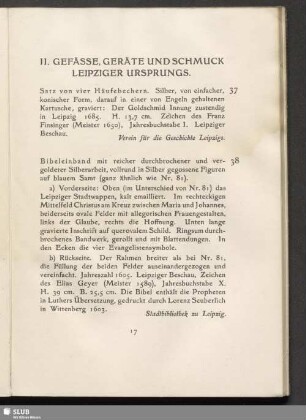 II. GEFÄSSE, GERÄTE UND SCHMUCK
LEIPZIGER URSPRUNGS.
Satz von vier Häufebechern. Silber, von einfacher, 37
konischer Form, darauf in einer von Engeln gehaltenen
Kartusche, graviert: Der Goldschmid Innung zustendig
in Leipzig 1685. H. 13,7 cm. Zeichen des Franz
Finsinger (Meister 1650), Jahresbuchstabe I. Leipziger
Beschau.
Verein für die Geschichte Leipzigs.
Bibeleinband mit reicher durchbrochener und ver- 38
goldeter Silberarbeit, vollrund in Silber gegossene Figuren
auf blauem Samt (ganz ähnlich wie Nr. 81).
a) Vorderseite: Oben (im Unterschied von Nr. 81) das
Leipziger Stadtwappen, kalt emailliert. Im rechteckigen
Mittelfeld Christus am Kreuz zwischen Maria und Johannes,
beiderseits ovale Felder mit allegorischen Frauengestalten,
links der Glaube, rechts die Hoffnung. Unten lange
gravierte Inschrift auf querovalem Schild. Ringsum durch-
brochenes Bandwerk, gerollt und mit Blattendungen. In
den Ecken die vier Evangelistensymbole.
b) Rückseite. Der Rahmen breiter als bei Nr. 81,
die Füllung der beiden Felder auseinandergezogen und
vereinfacht. Jahreszahl 1605. Leipziger Beschau, Zeichen
des Elias Geyer (Meister 1589), Jahresbuchstabe X.
H. 39 cm. B. 25,5 cm. Die Bibel enthält die Propheten
in Luthers Übersetzung, gedruckt durch Lorenz Seuberlich
in Wittenberg 1603.
Stadtbibliothek zu Leipzig.
17
SLUB
Wir führen Wissen.